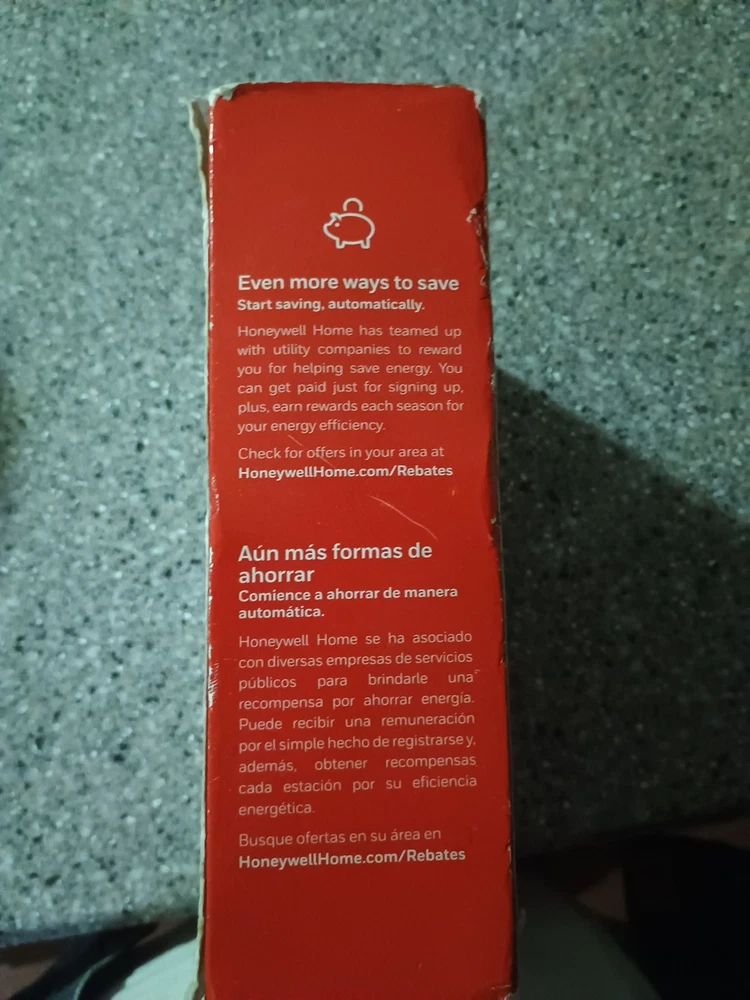 Even more ways to save
Start saving, automatically.
Honeywell Home has teamed up
with utility companies to reward
you for helping save energy. You
can get paid just for signing up,
plus, earn rewards each season for
your energy efficiency.
Check for offers in your area at
HoneywellHome.com/Rebates
Aún más formas de
ahorrar
Comience a ahorrar de manera
automática.
Honeywell Home se ha asociado
con diversas empresas de servicios
públicos para brindarle una
recompensa por ahorrar energía.
Puede recibir una remuneración
por el simple hecho de registrarse y,
además, obtener recompensas
cada estación por su eficiencia
energética.
Busque ofertas en su área en
HoneywellHome.com/Rebates